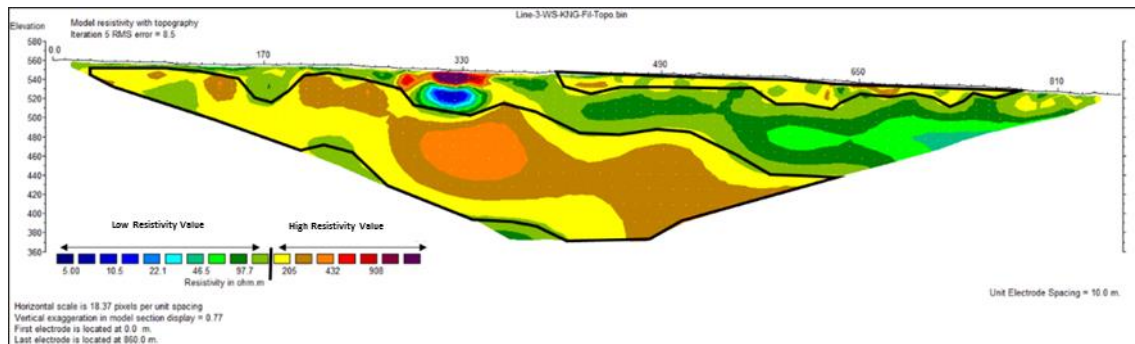 Line-3-WS-KNG-Fil-Topo.bin
Elevation
Model resistivity with topography
Iteration 5 RMS error = 8.5
580
560
540
520
500
480
460
440
420
400
380
360
0.0
170
330
490
650
810
Low Resistivity Value
High Resistivity Value
5.00 10.5 22.1 46.5 97.7 205 432 908
Resistivity in ohm.m
Unit Electrode Spacing = 10.0 m.
Horizontal scale is 18.37 pixels per unit spacing
Vertical exaggeration in model section display = 0.77
First electrode is located at 0.0 m.
Last electrode is located at 860.0 m.